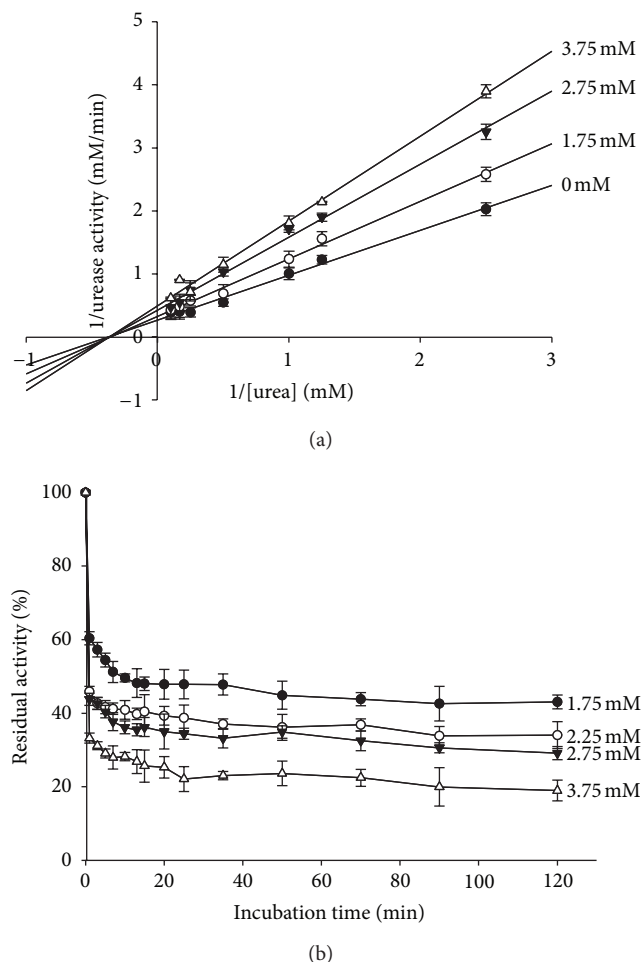 5
4
3
2
1
0
−1
−1
0
1
2
3
1/urease activity (mM/min)
1/[urea] (mM)
3.75 mM
2.75 mM
1.75 mM
0 mM
(a)
100
80
60
40
20
0
0
20
40
60
80
100
120
Residual activity (%)
Incubation time (min)
1.75 mM
2.25 mM
2.75 mM
3.75 mM
(b)